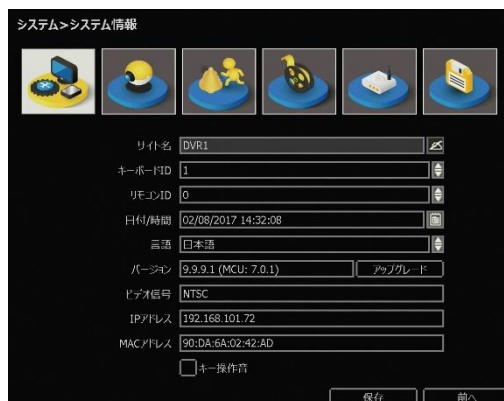 システム>システム情報
サイト名 DVR1
キーボードID 1
リモコンID 0
日付/時間 02/08/2017 14:32:08
言語 日本語
バージョン 9.9.9.1 (MCU: 7.0.1) アップグレード
ビデオ信号 NTSC
IPアドレス 192.168.101.72
MACアドレス 90:DA:6A:02:42:AD
キー操作音
保存 前へ